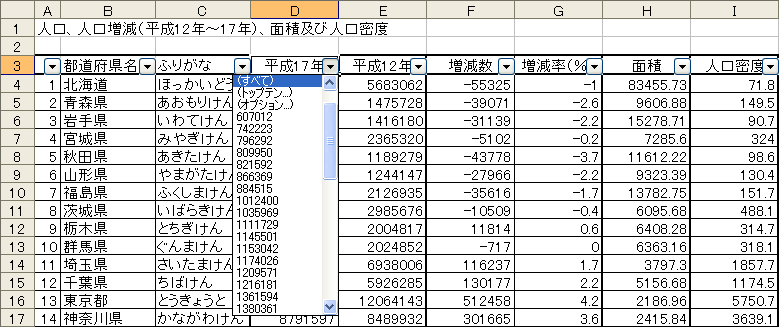 A B C D E F G H I
1 人口、人口増減(平成12年～17年)、面積及び人口密度
2
3 都道府県名 ふりがな 平成17年 平成12年 増減数 増減率(% 面積 人口密度
4 1 北海道 ほっかいどう 5683062 -55325 -1 83455.73 71.8
5 2 青森県 あおもりけん 1475728 -39071 -2.6 9606.88 149.5
6 3 岩手県 いわてけん 1416180 -31139 -2.2 15278.71 90.7
7 4 宮城県 みやぎけん 2365320 -5102 -0.2 7285.6 324
8 5 秋田県 あきたけん 1189279 -43778 -3.7 11612.22 98.6
9 6 山形県 やまがたけん 1244147 -27966 -2.2 9323.39 130.4
10 7 福島県 ふくしまけん 2126935 -35616 -1.7 13782.75 151.7
11 8 茨城県 いばらきけん 2985676 -10509 -0.4 6095.68 488.1
12 9 栃木県 とちぎけん 2004817 11814 0.6 6408.28 314.7
13 10 群馬県 ぐんまけん 2024852 -717 0 6363.16 318.1
14 11 埼玉県 さいたまけん 6938006 116237 1.7 3797.3 1857.7
15 12 千葉県 ちばけん 5926285 130177 2.2 5156.68 1174.5
16 13 東京都 とうきょうと 12064143 512458 4.2 2186.96 5750.7
17 14 神奈川県 かながわけん 8791597 8489932 301665 3.6 2415.84 3639.1
(すべて)
(トップテン...)
(オプション...)
607012
742223
796292
809950
821592
866369
884515
1012400
1035969
1111729
1145501
1153042
1174026
1209571
1216181
1361594
1380361